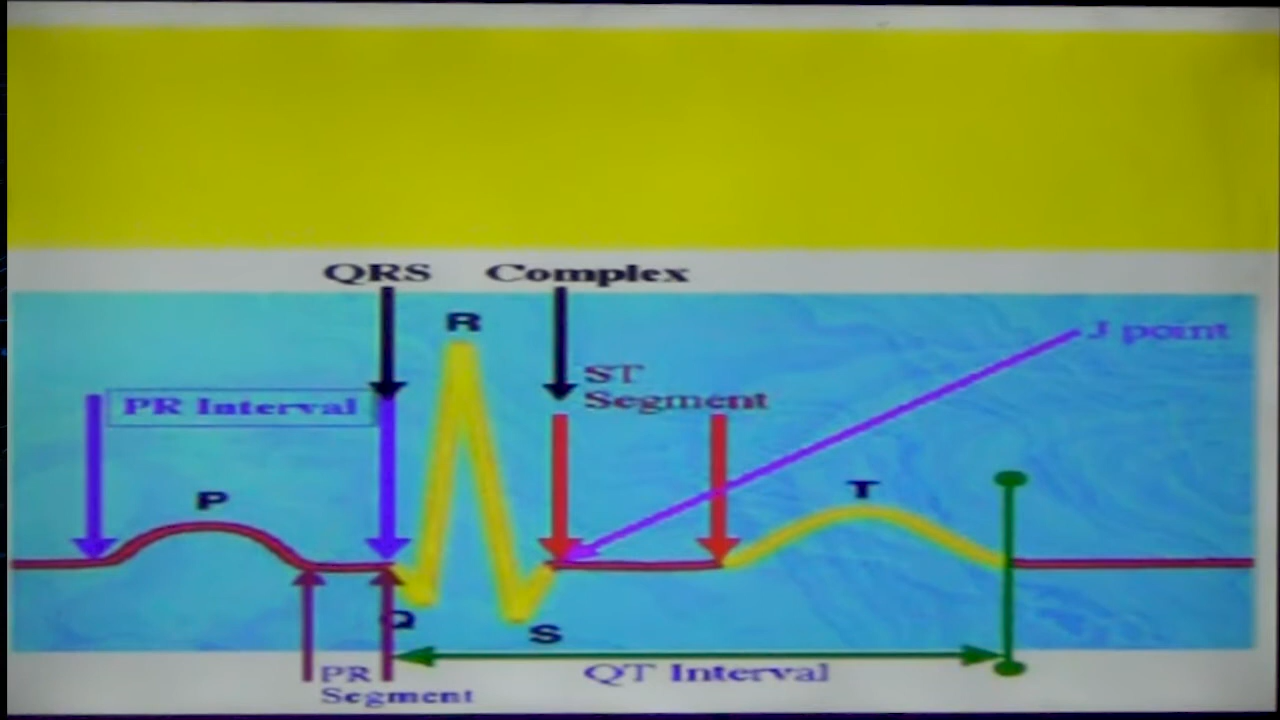 QRS Complex
R
J point
ST
Segment
PR Interval
P
T
Q
S
QT Interval
PR
Segment